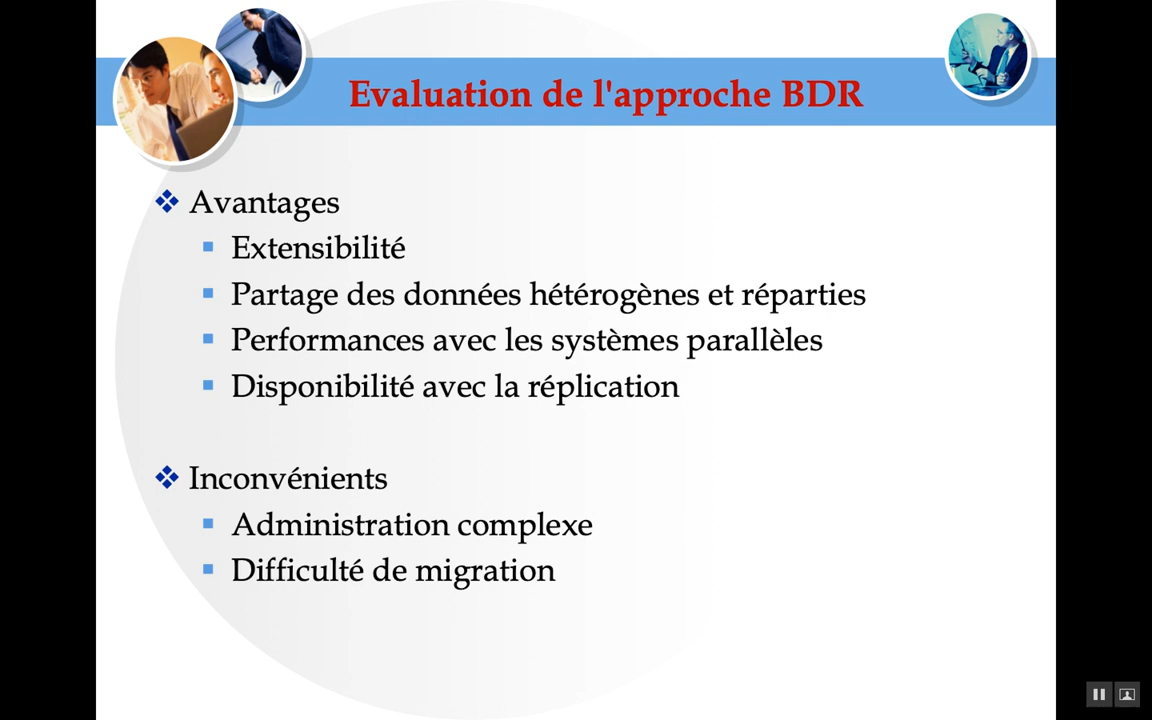 Evaluation de l'approche BDR
Avantages
Extensibilité
Partage des données hétérogènes et réparties
Performances avec les systèmes parallèles
Disponibilité avec la réplication
Inconvénients
Administration complexe
Difficulté de migration